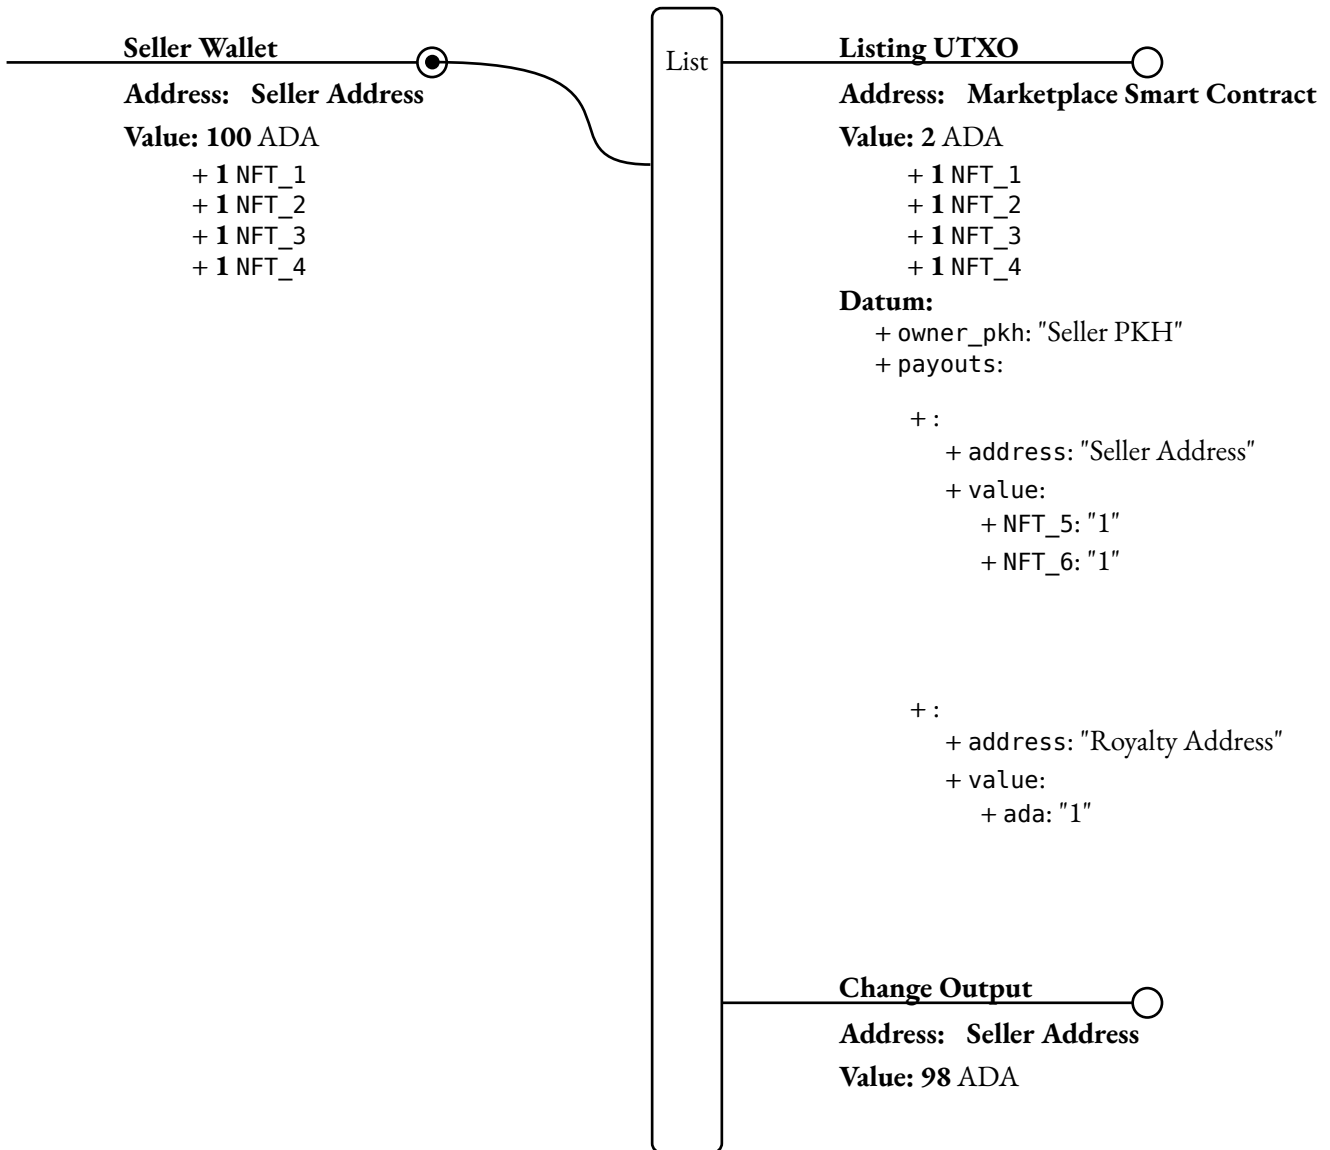 Seller Wallet
Address: Seller Address
Value: 100 ADA
+ 1 NFT_1
+ 1 NFT_2
+ 1 NFT_3
+ 1 NFT_4
List
Listing UTXO
Address: Marketplace Smart Contract
Value: 2 ADA
+ 1 NFT_1
+ 1 NFT_2
+ 1 NFT_3
+ 1 NFT_4
Datum:
+ owner_pkh: "Seller PKH"
+ payouts:
+ :
+ address: "Seller Address"
+ value:
+ NFT_5: "1"
+ NFT_6: "1"
+ :
+ address: "Royalty Address"
+ value:
+ ada: "1"
Change Output
Address: Seller Address
Value: 98 ADA